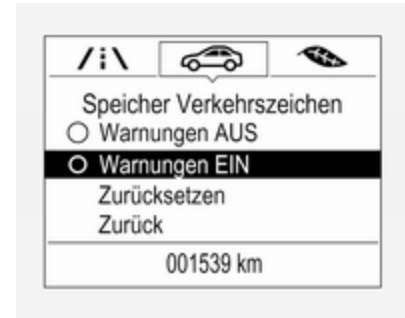 Speicher Verkehrszeichen
Warnungen AUS
Warnungen EIN
Zurücksetzen
Zurück
001539 km